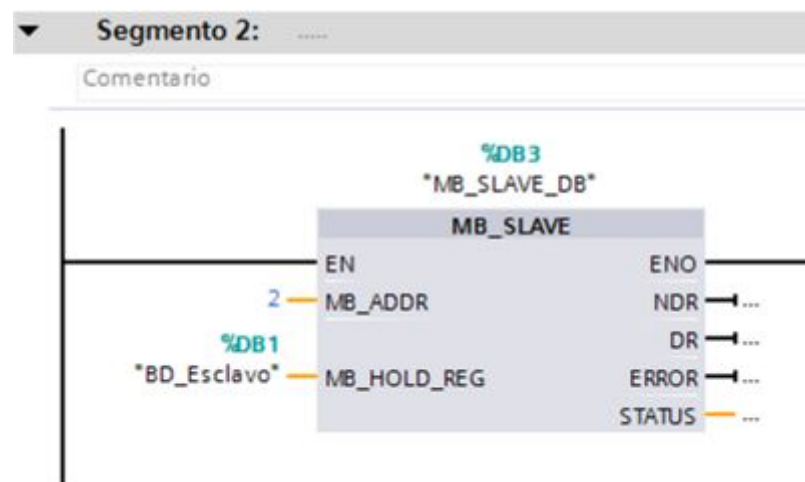 Segmento 2: .....
Comentario
%DB3
"MB_SLAVE_DB"
MB_SLAVE
EN ENO
2 MB_ADDR NDR ...
%DB1 DR ...
"BD_Esclavo" MB_HOLD_REG ERROR ...
STATUS ...